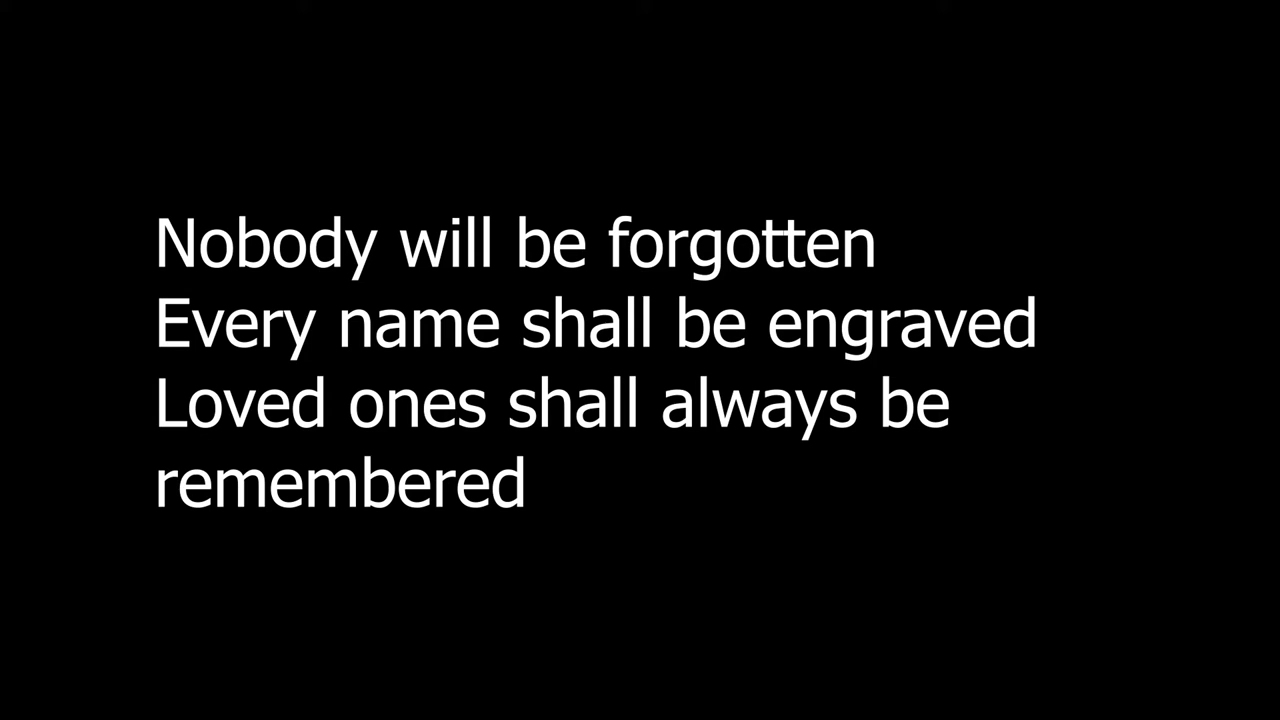 Nobody will be forgotten
Every name shall be engraved
Loved ones shall always be
remembered